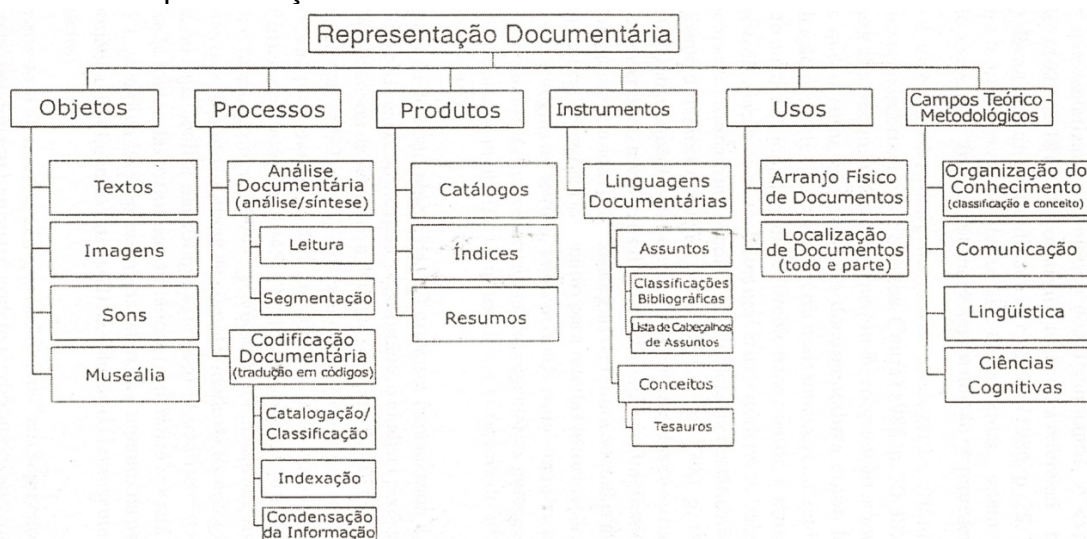 Representação Documentária
Objetos
Textos
Imagens
Sons
Museália
Processos
Análise
Documentária
(análise/síntese)
Leitura
Segmentação
Codificação
Documentária
(tradução em códigos)
Catalogação/
Classificação
Indexação
Condensação
da Informação
Produtos
Catálogos
Índices
Resumos
Instrumentos
Linguagens
Documentárias
Assuntos
Classificações
Bibliográficas
Lista de Cabeçalhos
de Assuntos
Conceitos
Tesauros
Usos
Arranjo Físico
de Documentos
Localização
de Documentos
(todo e parte)
Campos Teórico -
Metodológicos
Organização do
Conhecimento
(classificação e conceito)
Comunicação
Lingüística
Ciências
Cognitivas